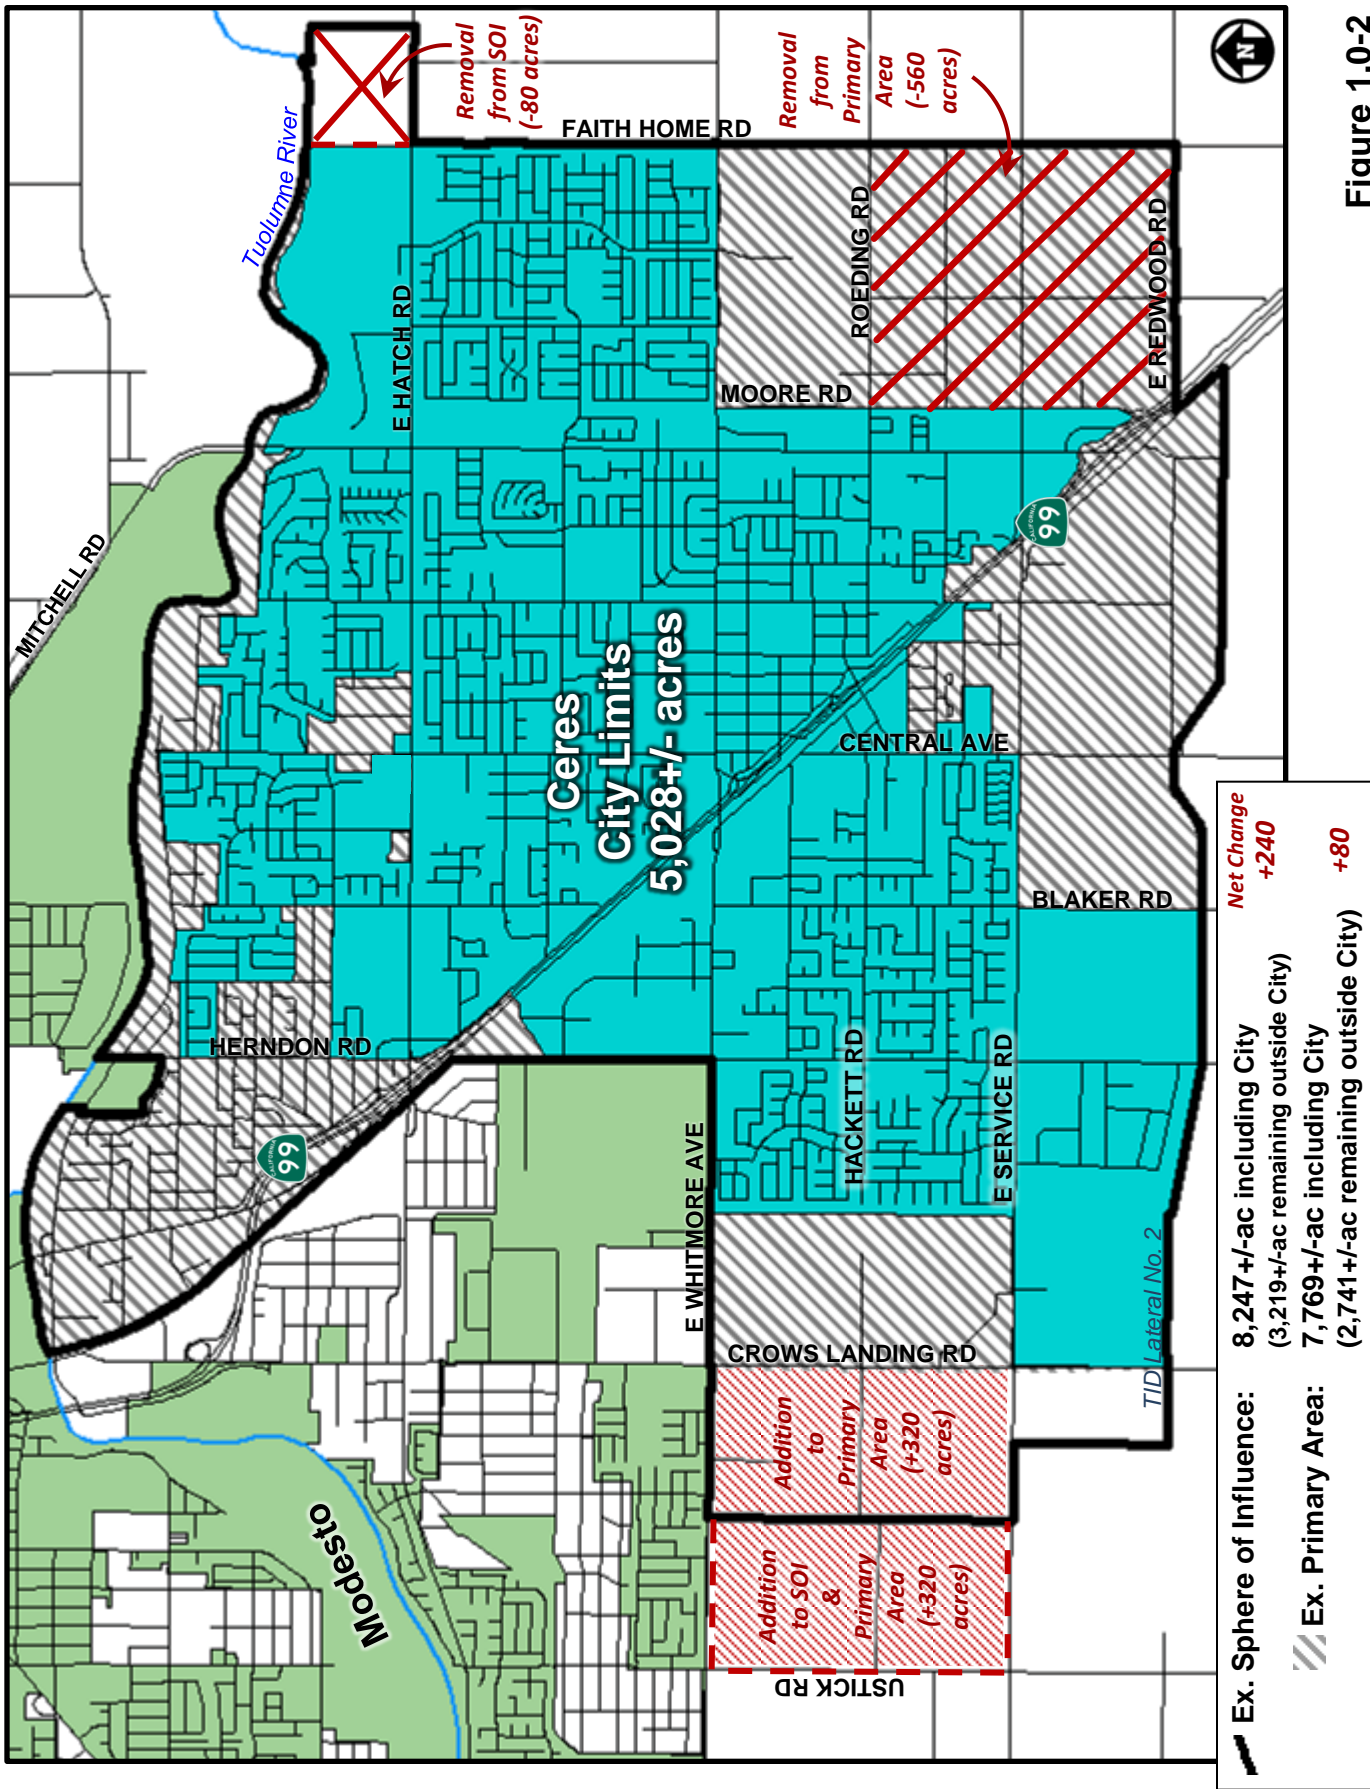 Figure 1.0-2
Tuolumne River
Removal
from SOI
(-80 acres)
FAITH HOME RD
Removal
from
Primary
Area
(-560
acres)
N
E HATCH RD
ROEDING RD
E REDWOOD RD
MOORE RD
MITCHELL RD
CALIFORNIA
99
Ceres
City Limits
5,028+/- acres
CENTRAL AVE
BLAKER RD
HERNDON RD
CALIFORNIA
99
HACKETT RD
E SERVICE RD
E WHITMORE AVE
CROWS LANDING RD
TID Lateral No. 2
Modesto
Addition
to
Primary
Area
(+320
acres)
Addition
to SOI
&
Primary
Area
(+320
acres)
USTICK RD
Net Change
Ex. Sphere of Influence: 8,247+/-ac including City +240
(3,219+/-ac remaining outside City)
Ex. Primary Area: 7,769+/-ac including City +80
(2,741+/-ac remaining outside City)